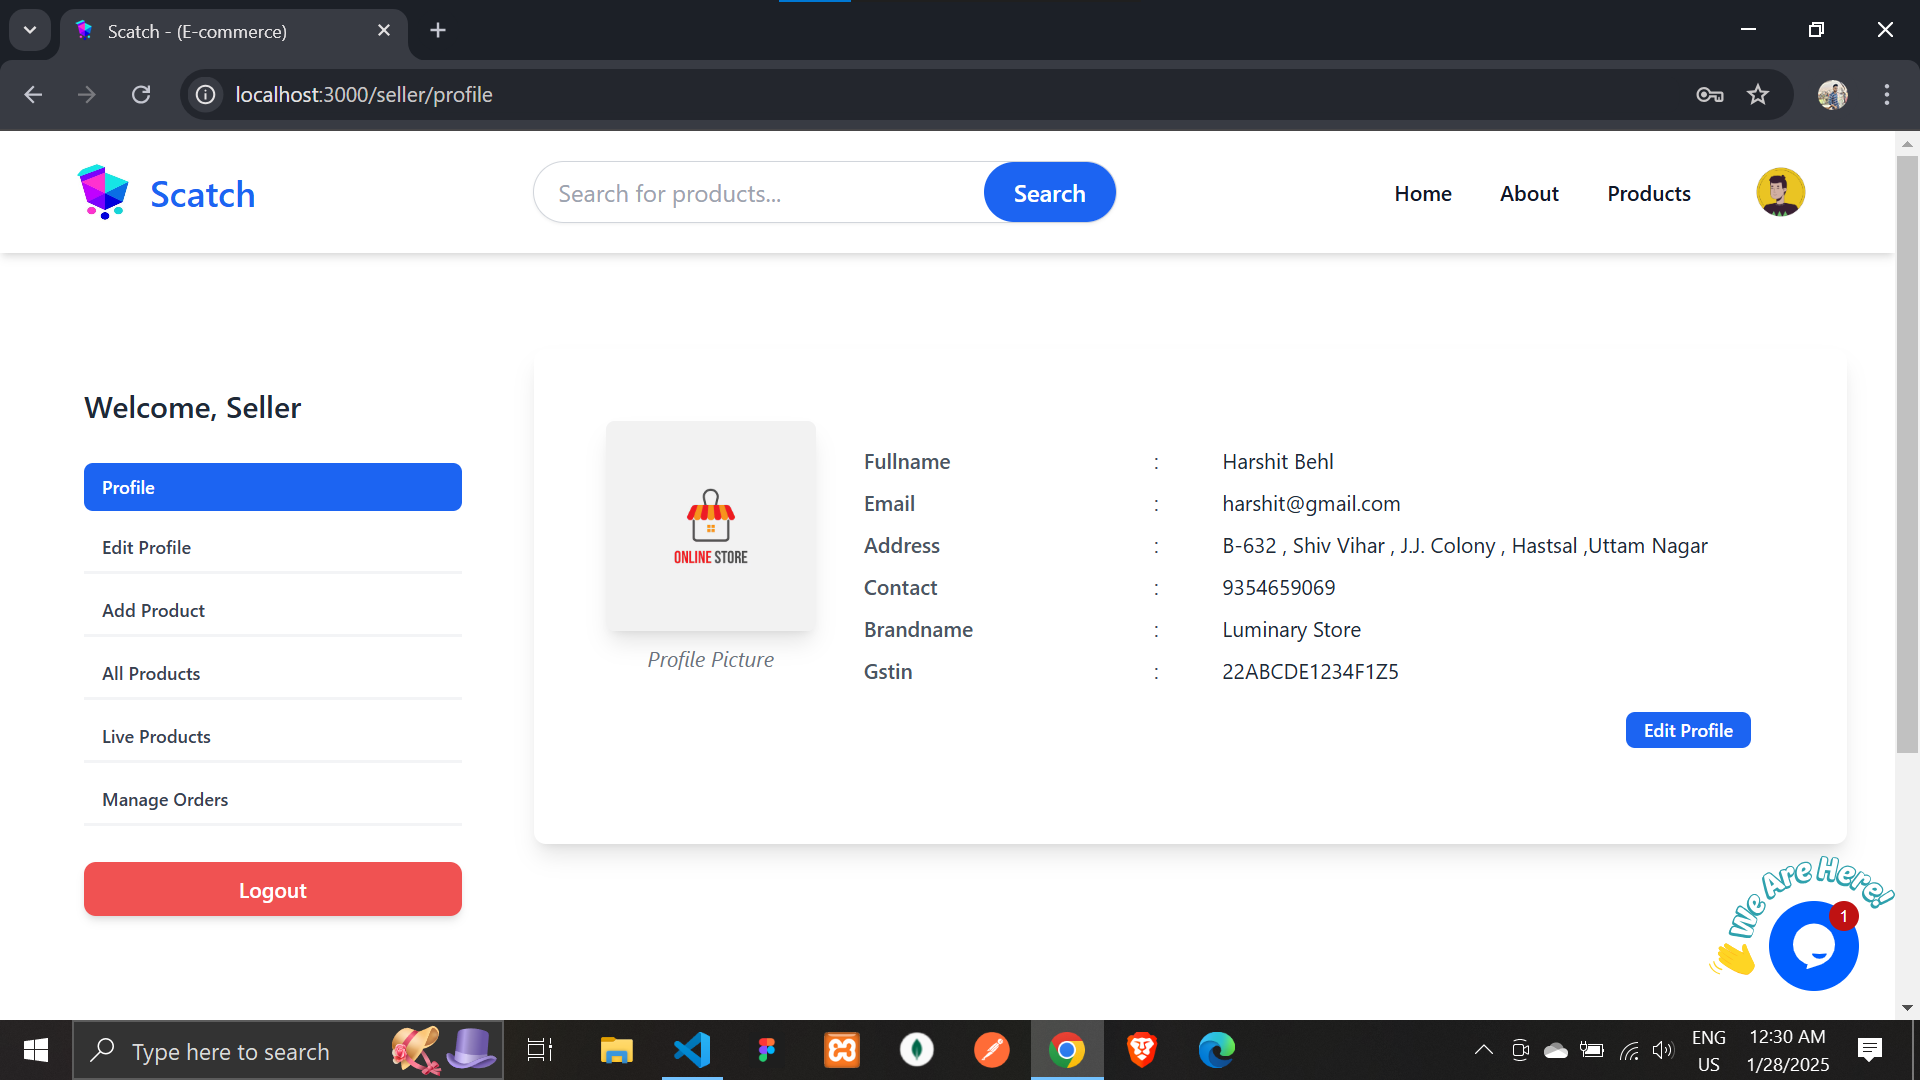 Scatch - (E-commerce)
localhost:3000/seller/profile
Scatch
Search for products...
Search
Home
About
Products
Welcome, Seller
Profile
Edit Profile
Add Product
All Products
Live Products
Manage Orders
Logout
ONLINE STORE
Profile Picture
Fullname : Harshit Behl
Email : harshit@gmail.com
Address : B-632 , Shiv Vihar , J.J. Colony , Hastsal ,Uttam Nagar
Contact : 9354659069
Brandname : Luminary Store
Gstin : 22ABCDE1234F1Z5
Edit Profile
We Are Here!
1
Type here to search
ENG
US
12:30 AM
1/28/2025